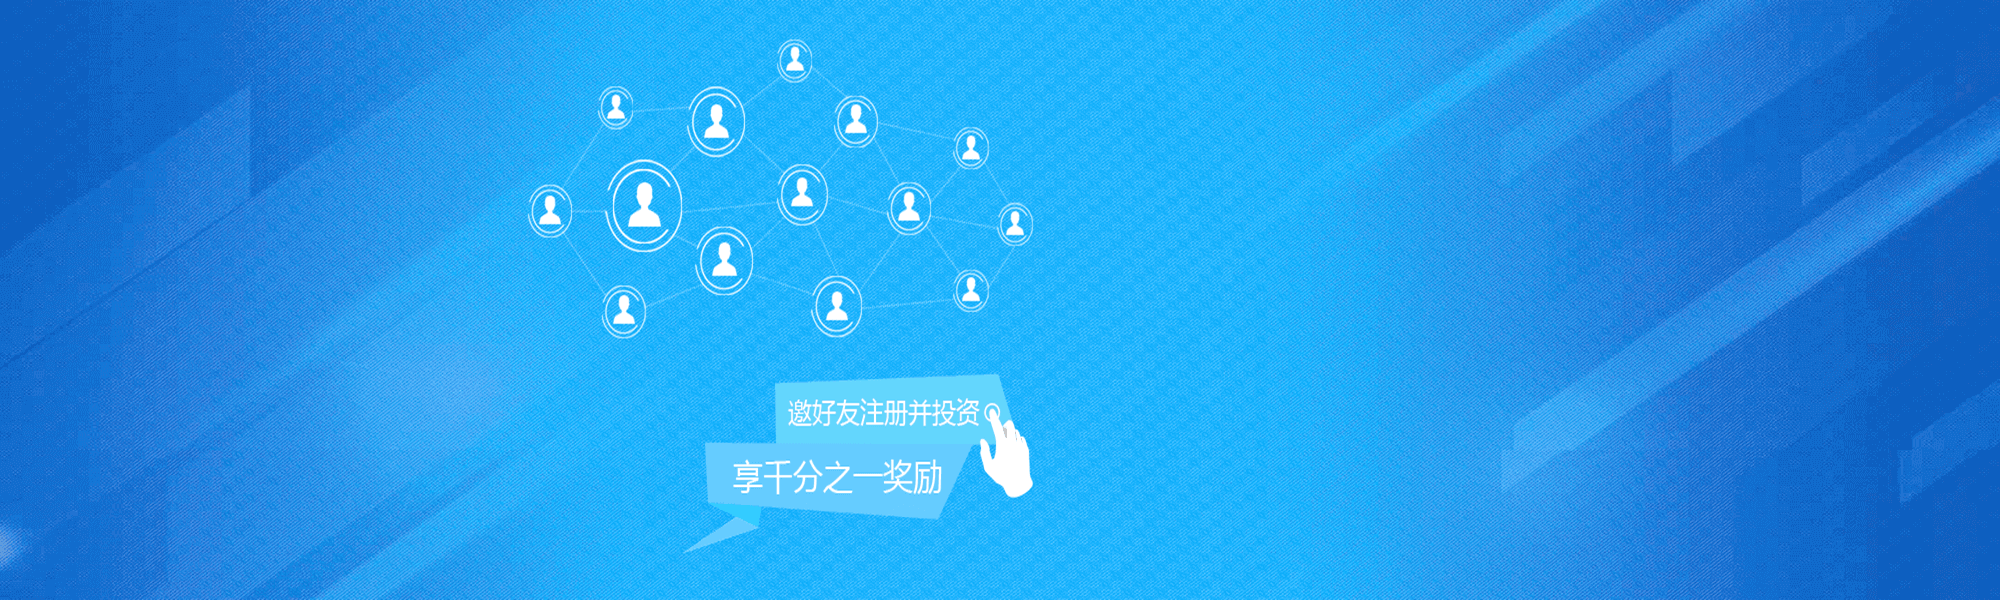 邀好友注册并投资
享千分之一奖励